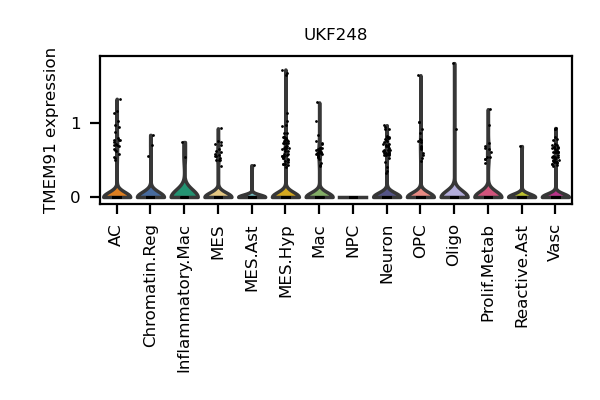 UKF248
TMEM91 expression
1
0
AC
Chromatin.Reg
Inflammatory.Mac
MES
MES.Ast
MES.Hyp
Mac
NPC
Neuron
OPC
Oligo
Prolif.Metab
Reactive.Ast
Vasc